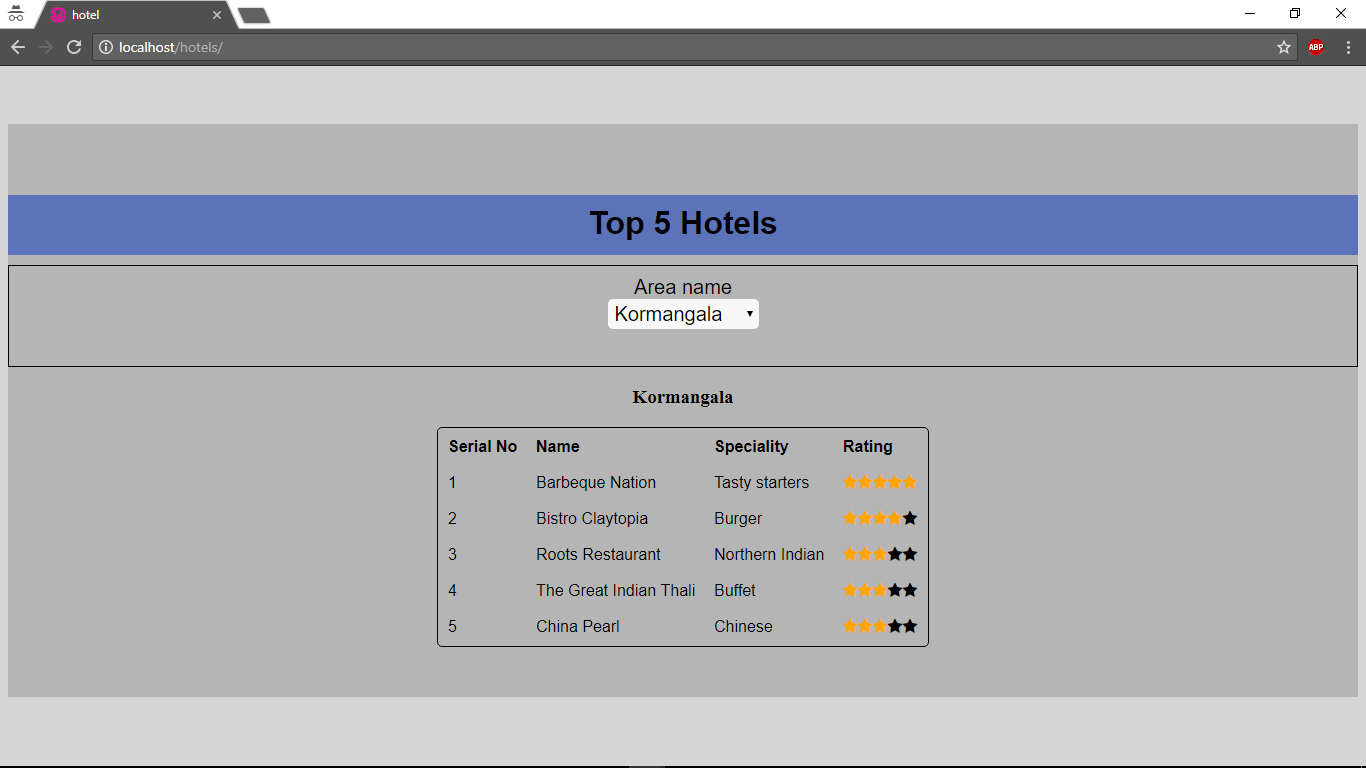 hotel
localhost/hotels/
ABP
Top 5 Hotels
Area name
Kormangala
Kormangala
Serial No Name Speciality Rating
1 Barbeque Nation Tasty starters
2 Bistro Claytopia Burger
3 Roots Restaurant Northern Indian
4 The Great Indian Thali Buffet
5 China Pearl Chinese